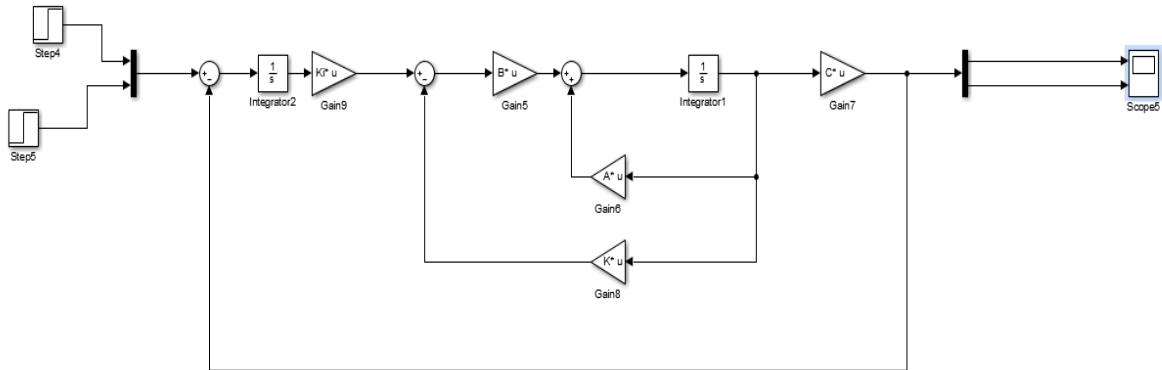 Step4
Step5
1
s
Integrator2
Ki* u
Gain9
B* u
Gain5
1
s
Integrator1
C* u
Gain7
Scope5
A* u
Gain6
K* u
Gain8